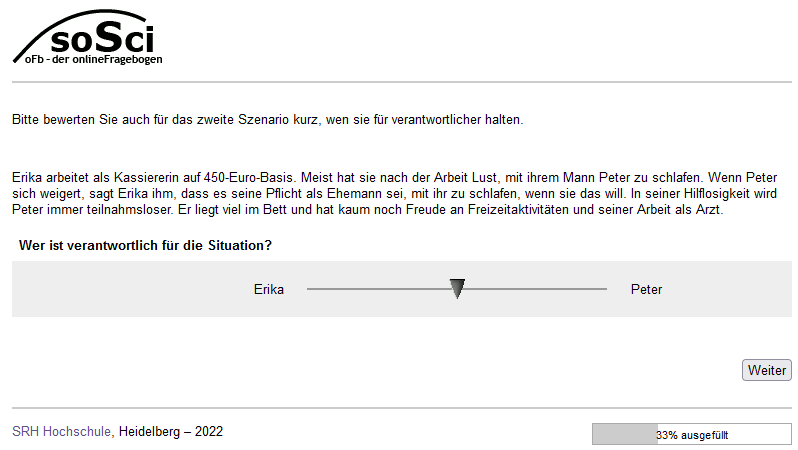 soSci
oFb - der onlineFragebogen
Bitte bewerten Sie auch für das zweite Szenario kurz, wen sie für verantwortlicher halten.
Erika arbeitet als Kassiererin auf 450-Euro-Basis. Meist hat sie nach der Arbeit Lust, mit ihrem Mann Peter zu schlafen. Wenn Peter
sich weigert, sagt Erika ihm, dass es seine Pflicht als Ehemann sei, mit ihr zu schlafen, wenn sie das will. In seiner Hilflosigkeit wird
Peter immer teilnahmsloser. Er liegt viel im Bett und hat kaum noch Freude an Freizeitaktivitäten und seiner Arbeit als Arzt.
Wer ist verantwortlich für die Situation?
Erika Peter
Weiter
SRH Hochschule, Heidelberg – 2022 33% ausgefüllt